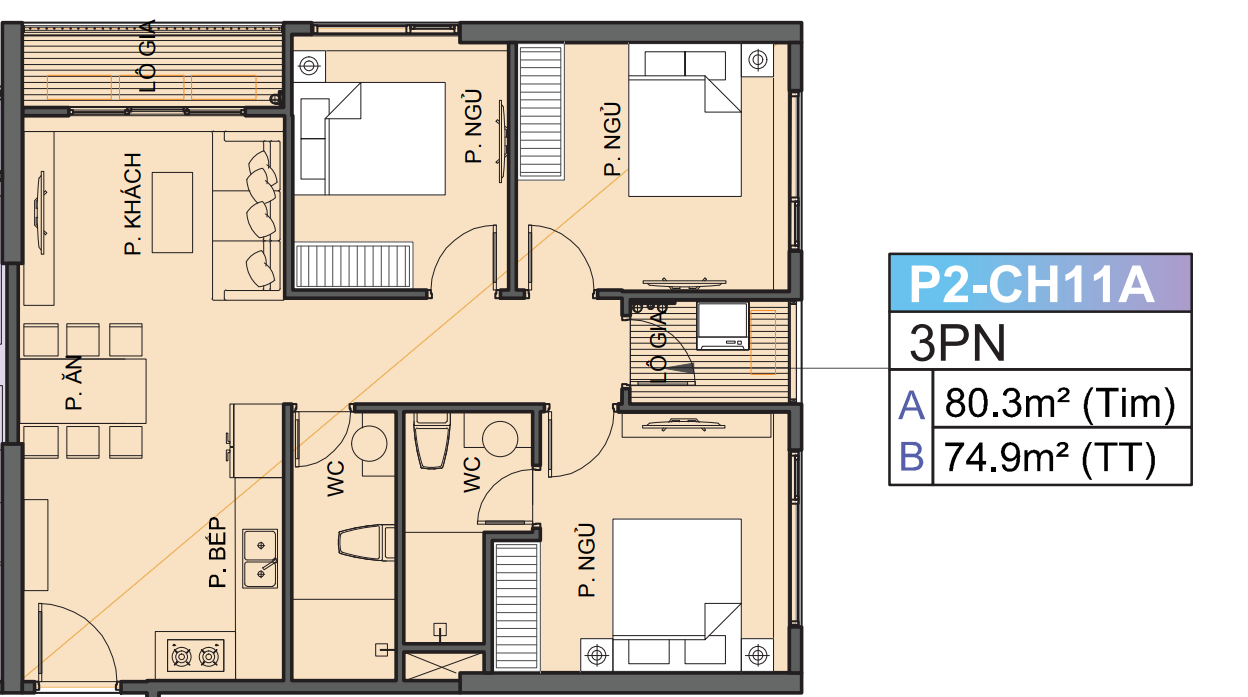 LÔ GIA
P. NGỦ
P. NGỦ
P. KHÁCH
LÔ GIA
P. ĂN
WC
WC
P. BẾP
P. NGỦ
P2-CH11A
3PN
A 80.3m² (Tim)
B 74.9m² (TT)